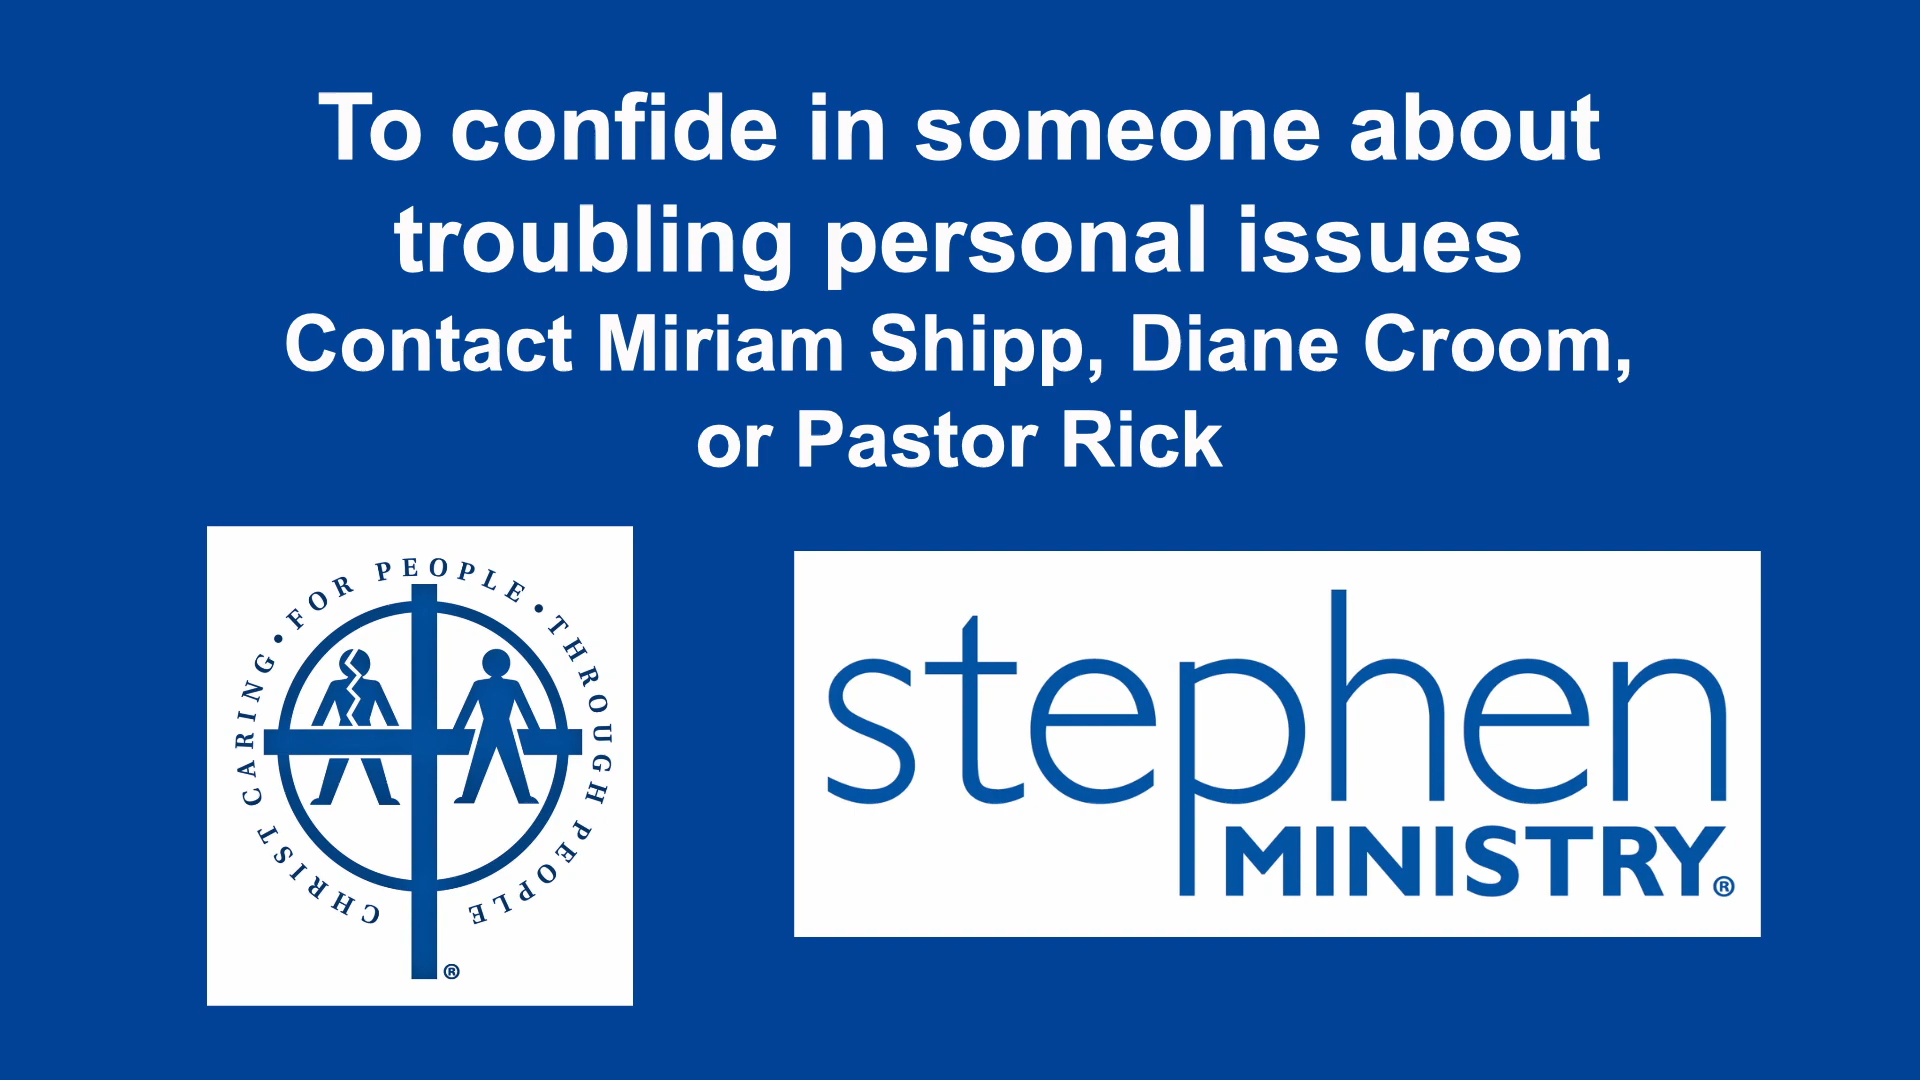 To confide in someone about
troubling personal issues
Contact Miriam Shipp, Diane Croom,
or Pastor Rick
CHRIST CARING • FOR PEOPLE • THROUGH PEOPLE
®
stephen
MINISTRY®